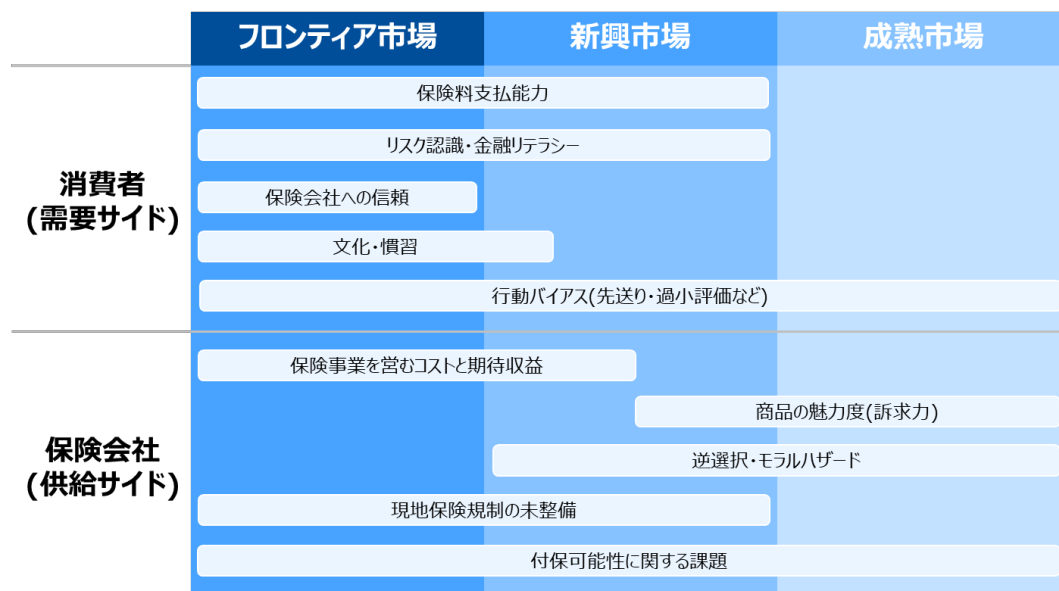 フロンティア市場
新興市場
成熟市場
消費者
(需要サイド)
保険料支払能力
リスク認識・金融リテラシー
保険会社への信頼
文化・慣習
行動バイアス(先送り・過小評価など)
保険会社
(供給サイド)
保険事業を営むコストと期待収益
商品の魅力度(訴求力)
逆選択・モラルハザード
現地保険規制の未整備
付保可能性に関する課題